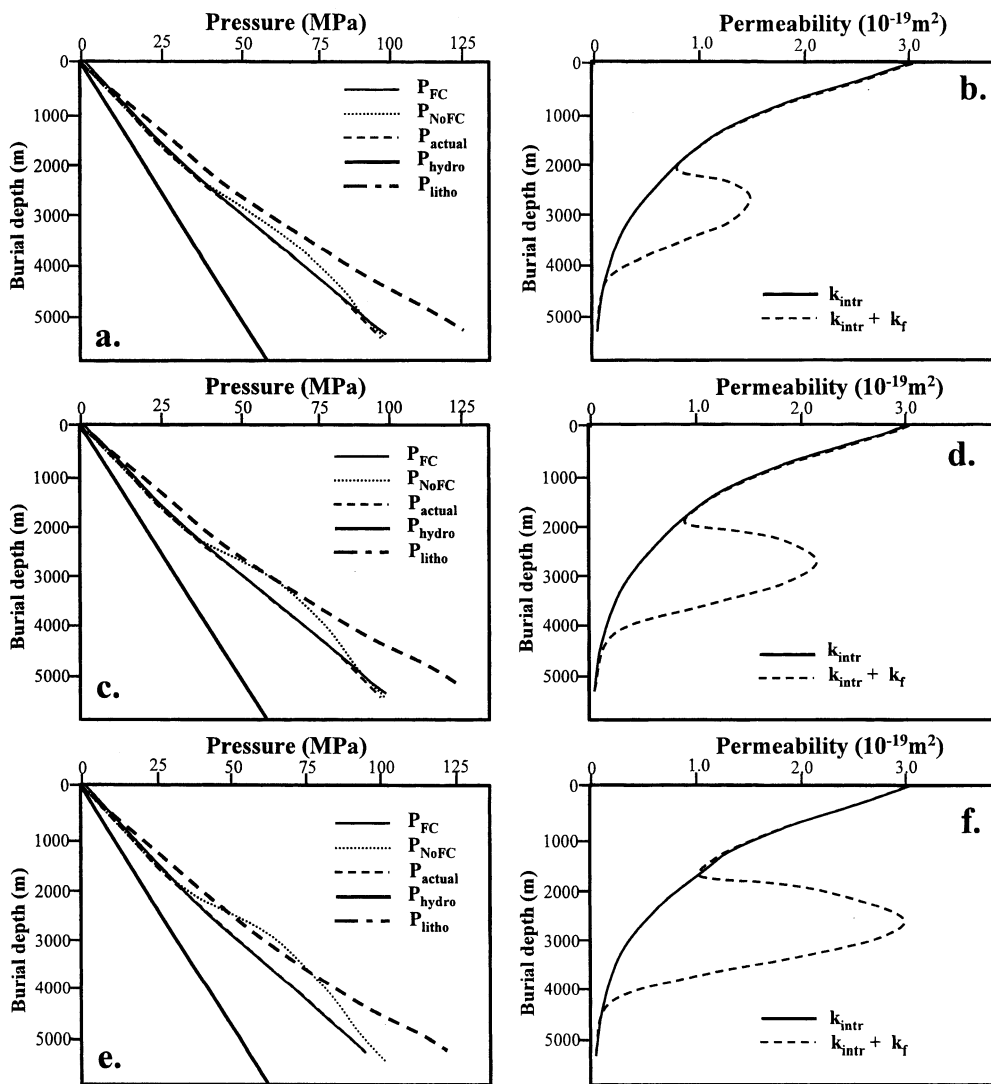 Pressure (MPa)
0 25 50 75 100 125
0
1000
2000
3000
4000
5000
Burial depth (m)
P_FC
P_NoFC
P_actual
P_hydro
P_litho
a.
Permeability (10⁻¹⁹m²)
0 1.0 2.0 3.0
0
1000
2000
3000
4000
5000
Burial depth (m)
b.
k_intr
k_intr + k_f
Pressure (MPa)
0 25 50 75 100 125
0
1000
2000
3000
4000
5000
Burial depth (m)
P_FC
P_NoFC
P_actual
P_hydro
P_litho
c.
Permeability (10⁻¹⁹m²)
0 1.0 2.0 3.0
0
1000
2000
3000
4000
5000
Burial depth (m)
d.
k_intr
k_intr + k_f
Pressure (MPa)
0 25 50 75 100 125
0
1000
2000
3000
4000
5000
Burial depth (m)
P_FC
P_NoFC
P_actual
P_hydro
P_litho
e.
Permeability (10⁻¹⁹m²)
0 1.0 2.0 3.0
0
1000
2000
3000
4000
5000
Burial depth (m)
f.
k_intr
k_intr + k_f